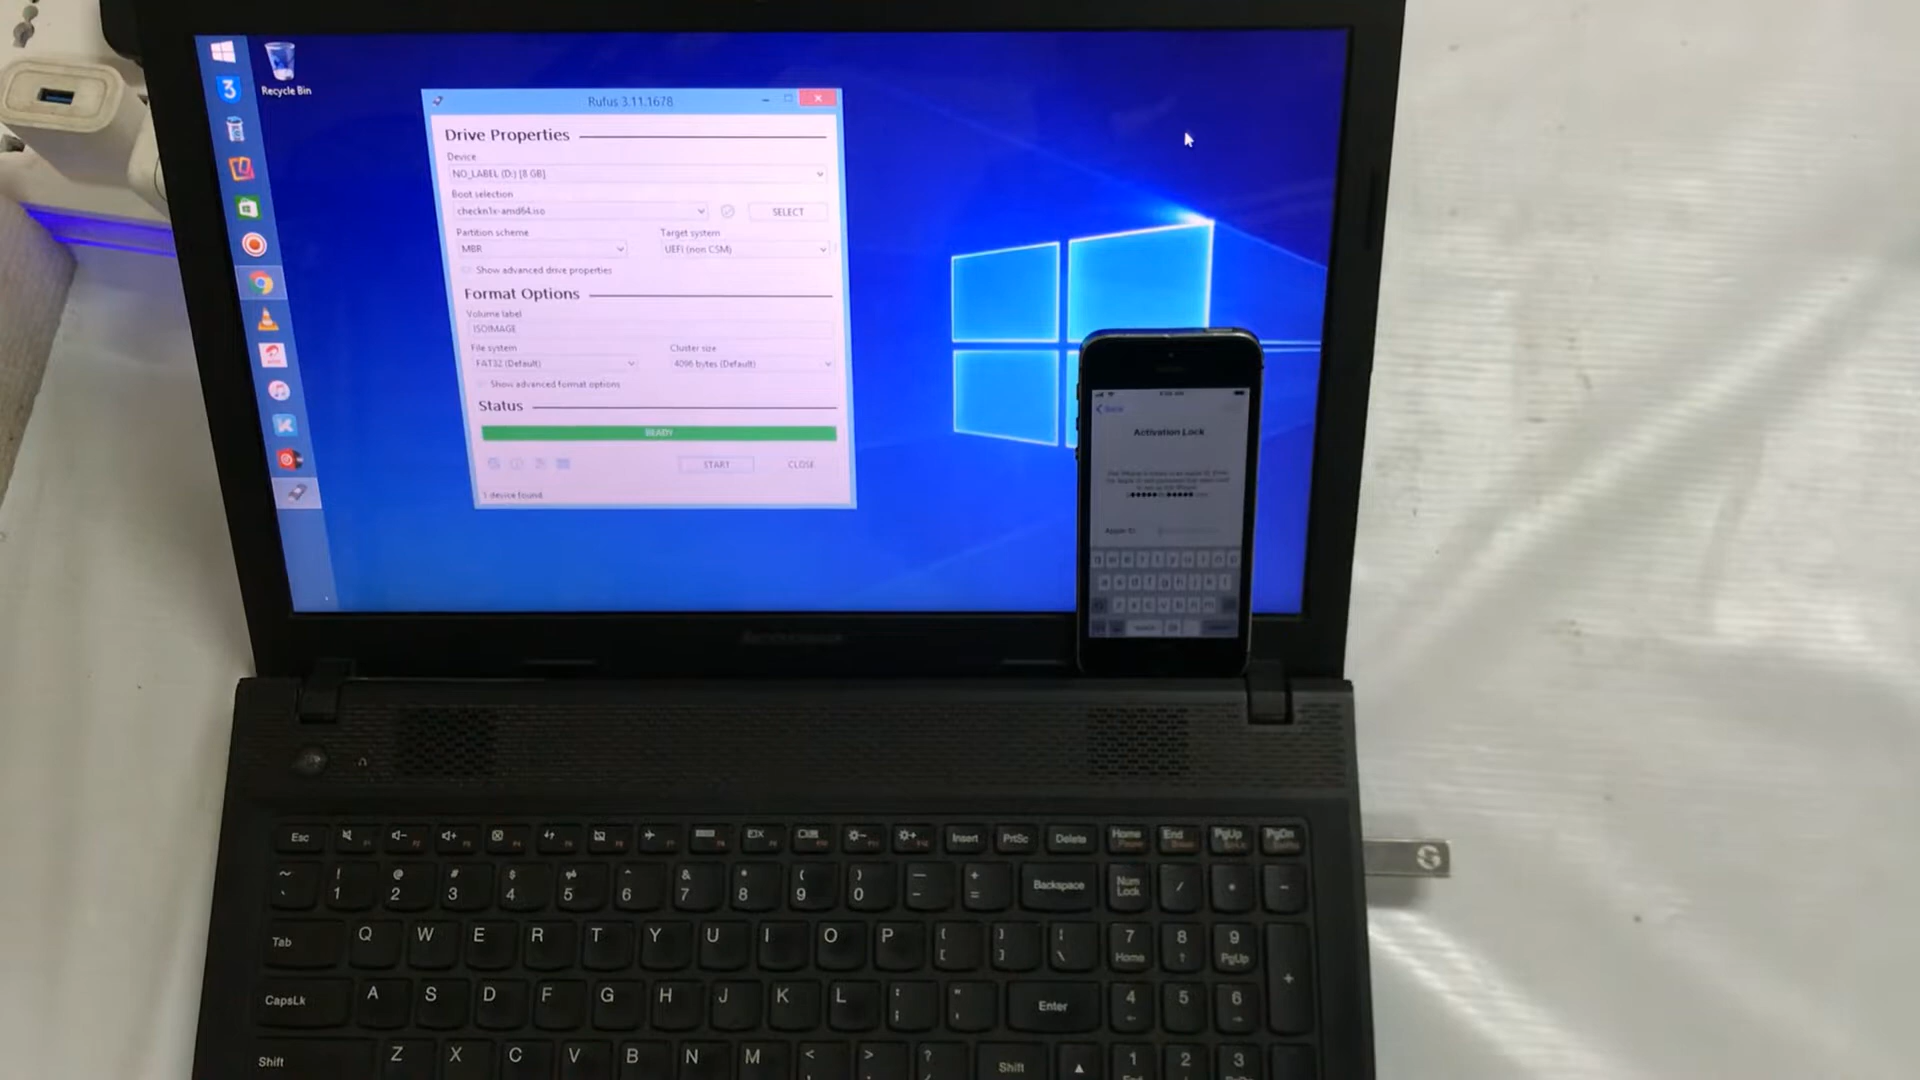 Recycle Bin
Rufus 3.11.1678
Drive Properties
Device
NO_LABEL (D:) [8 GB]
Boot selection
checkn1x-amd64.iso
SELECT
Partition scheme
Target system
MBR
UEFI (non CSM)
Show advanced drive properties
Format Options
Volume label
ISOIMAGE
File system
Cluster size
FAT32 (Default)
4096 bytes (Default)
Show advanced format options
Status
READY
START
CLOSE
1 device found
Activation Lock
Apple ID
Esc
Insert
PrtSc
Delete
Home
End
PgUp
PgDn
~ ! @ # $ % ^ & * ( ) — +
` 1 2 3 4 5 6 7 8 9 0 - =
Backspace
Num Lock
/ * -
Tab
Q W E R T Y U I O P { [ } ] | \
7 Home
8 ↑
9 PgUp
+
CapsLk
A S D F G H J K L : ; " '
Enter
4 ←
5
6 →
Shift
Z X C V B N M < > ?
Shift
▲
1
2
3